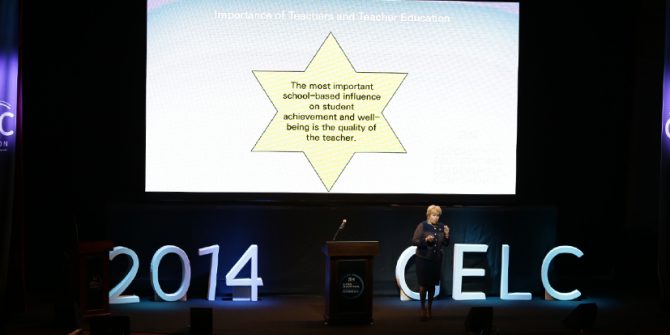 Importance of Teachers and Teacher Education
The most important
school-based influence
on student
achievement and well-
being is the quality of
the teacher.
2014 CELC